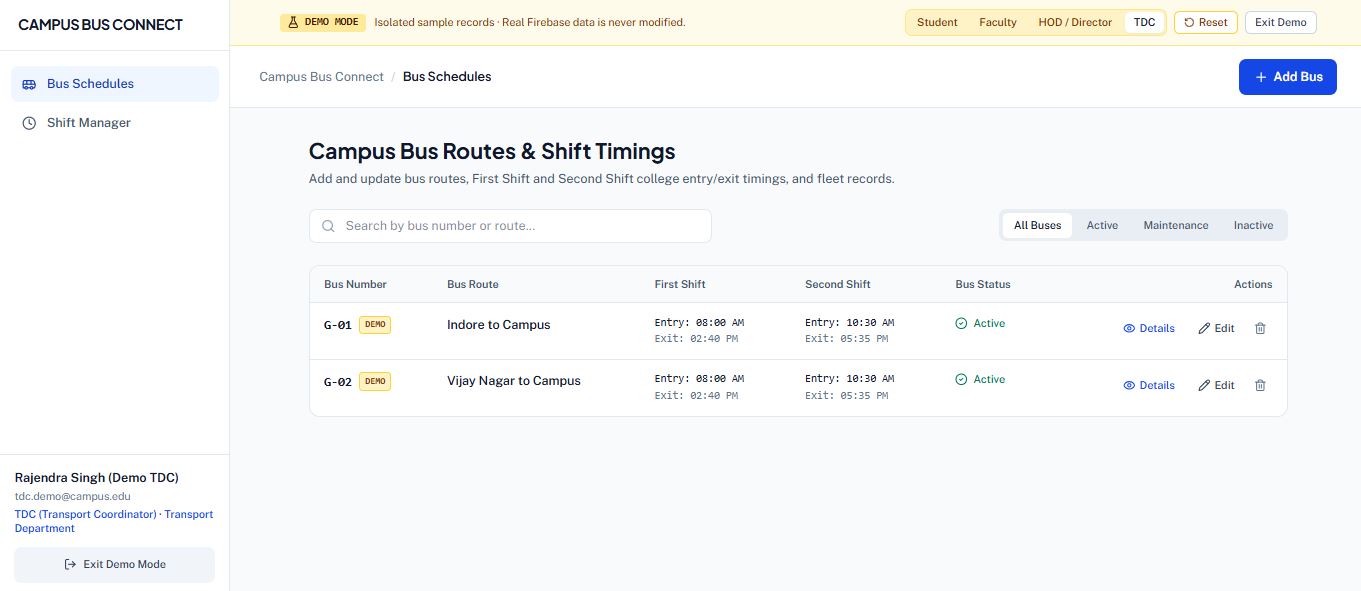 CAMPUS BUS CONNECT
DEMO MODE Isolated sample records · Real Firebase data is never modified. Student Faculty HOD / Director TDC Reset Exit Demo
Bus Schedules
Shift Manager
Campus Bus Connect / Bus Schedules + Add Bus
Campus Bus Routes & Shift Timings
Add and update bus routes, First Shift and Second Shift college entry/exit timings, and fleet records.
Search by bus number or route... All Buses Active Maintenance Inactive
Bus Number Bus Route First Shift Second Shift Bus Status Actions
G-01 DEMO Indore to Campus Entry: 08:00 AM Entry: 10:30 AM Active Details Edit
Exit: 02:40 PM Exit: 05:35 PM
G-02 DEMO Vijay Nagar to Campus Entry: 08:00 AM Entry: 10:30 AM Active Details Edit
Exit: 02:40 PM Exit: 05:35 PM
Rajendra Singh (Demo TDC)
tdc.demo@campus.edu
TDC (Transport Coordinator) · Transport
Department
Exit Demo Mode